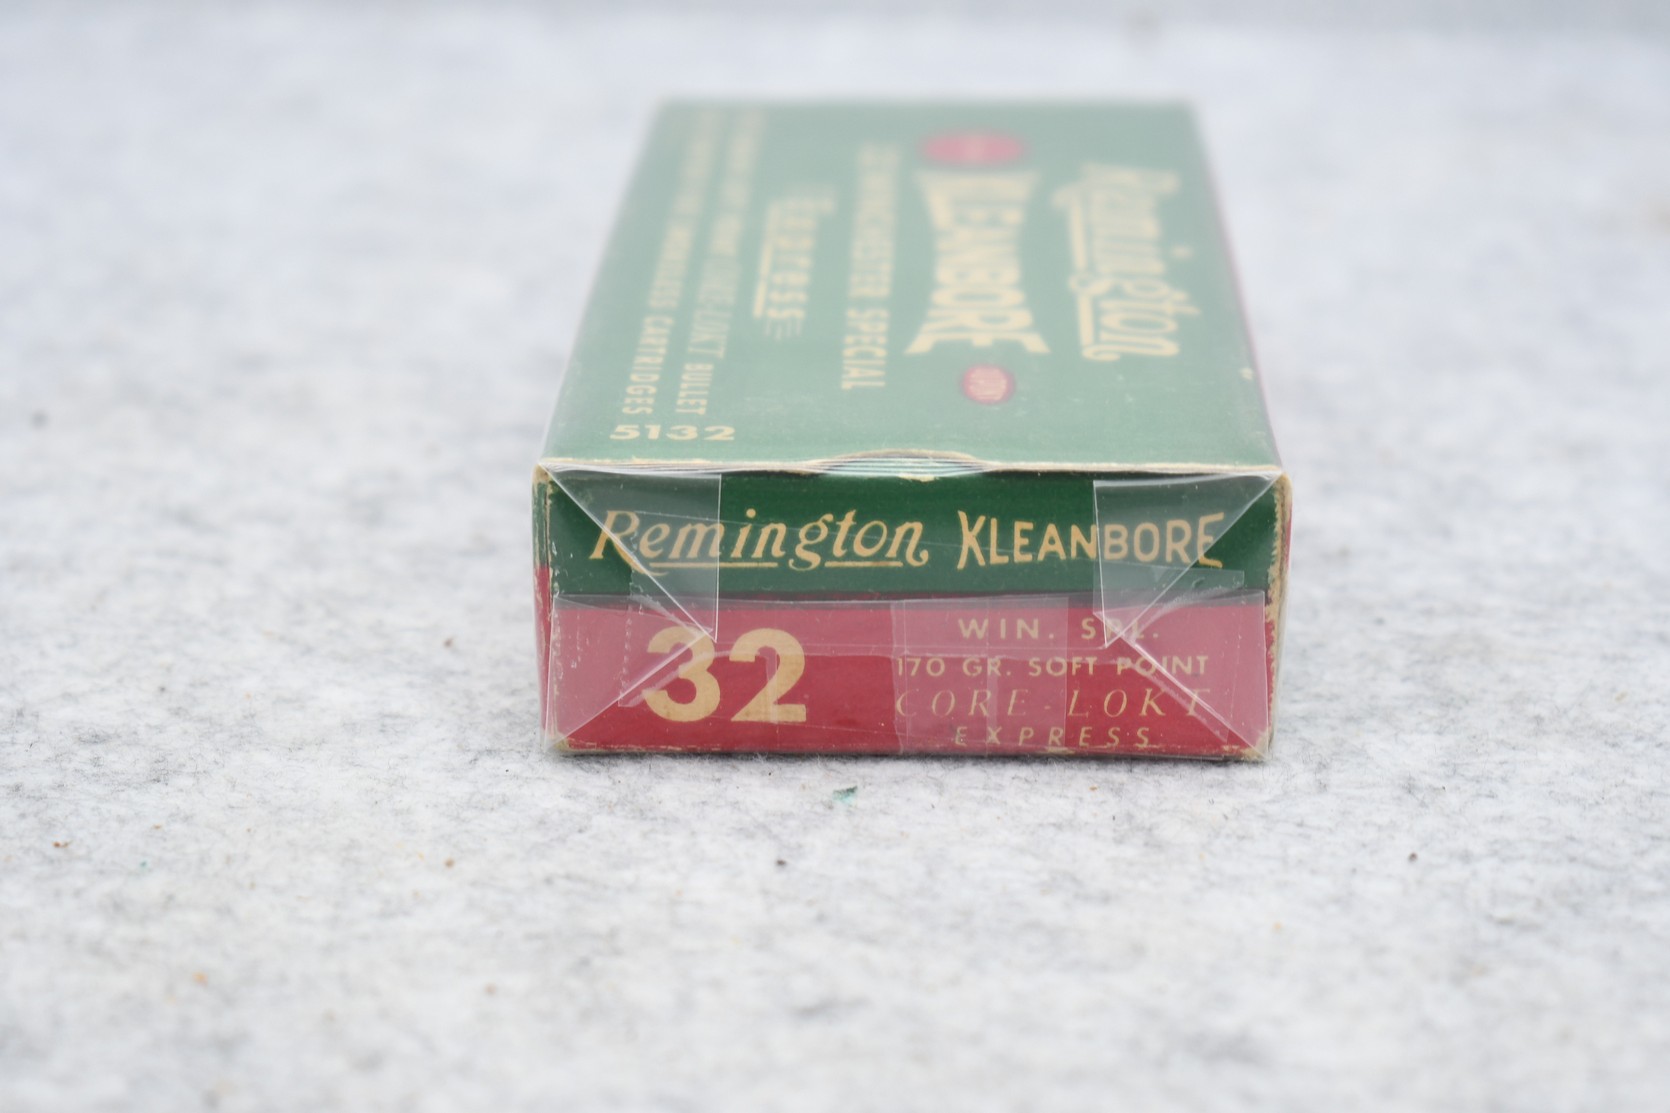 Remington
KLEANBORE
WINCHESTER SPECIAL
Express
CORE-LOKT BULLET
CARTRIDGES
5132
Remington KLEANBORE
32
WIN. SPL.
170 GR. SOFT POINT
CORE-LOKT
EXPRESS